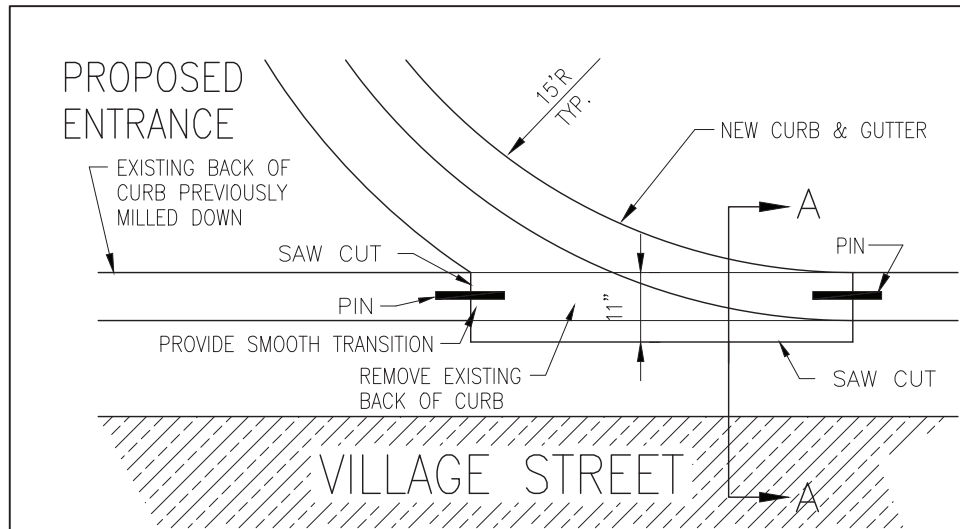 PROPOSED
ENTRANCE
15'R
TYP.
NEW CURB & GUTTER
EXISTING BACK OF
CURB PREVIOUSLY
MILLED DOWN
A
SAW CUT
PIN
PIN
11"
PROVIDE SMOOTH TRANSITION
REMOVE EXISTING
BACK OF CURB
SAW CUT
VILLAGE STREET
A